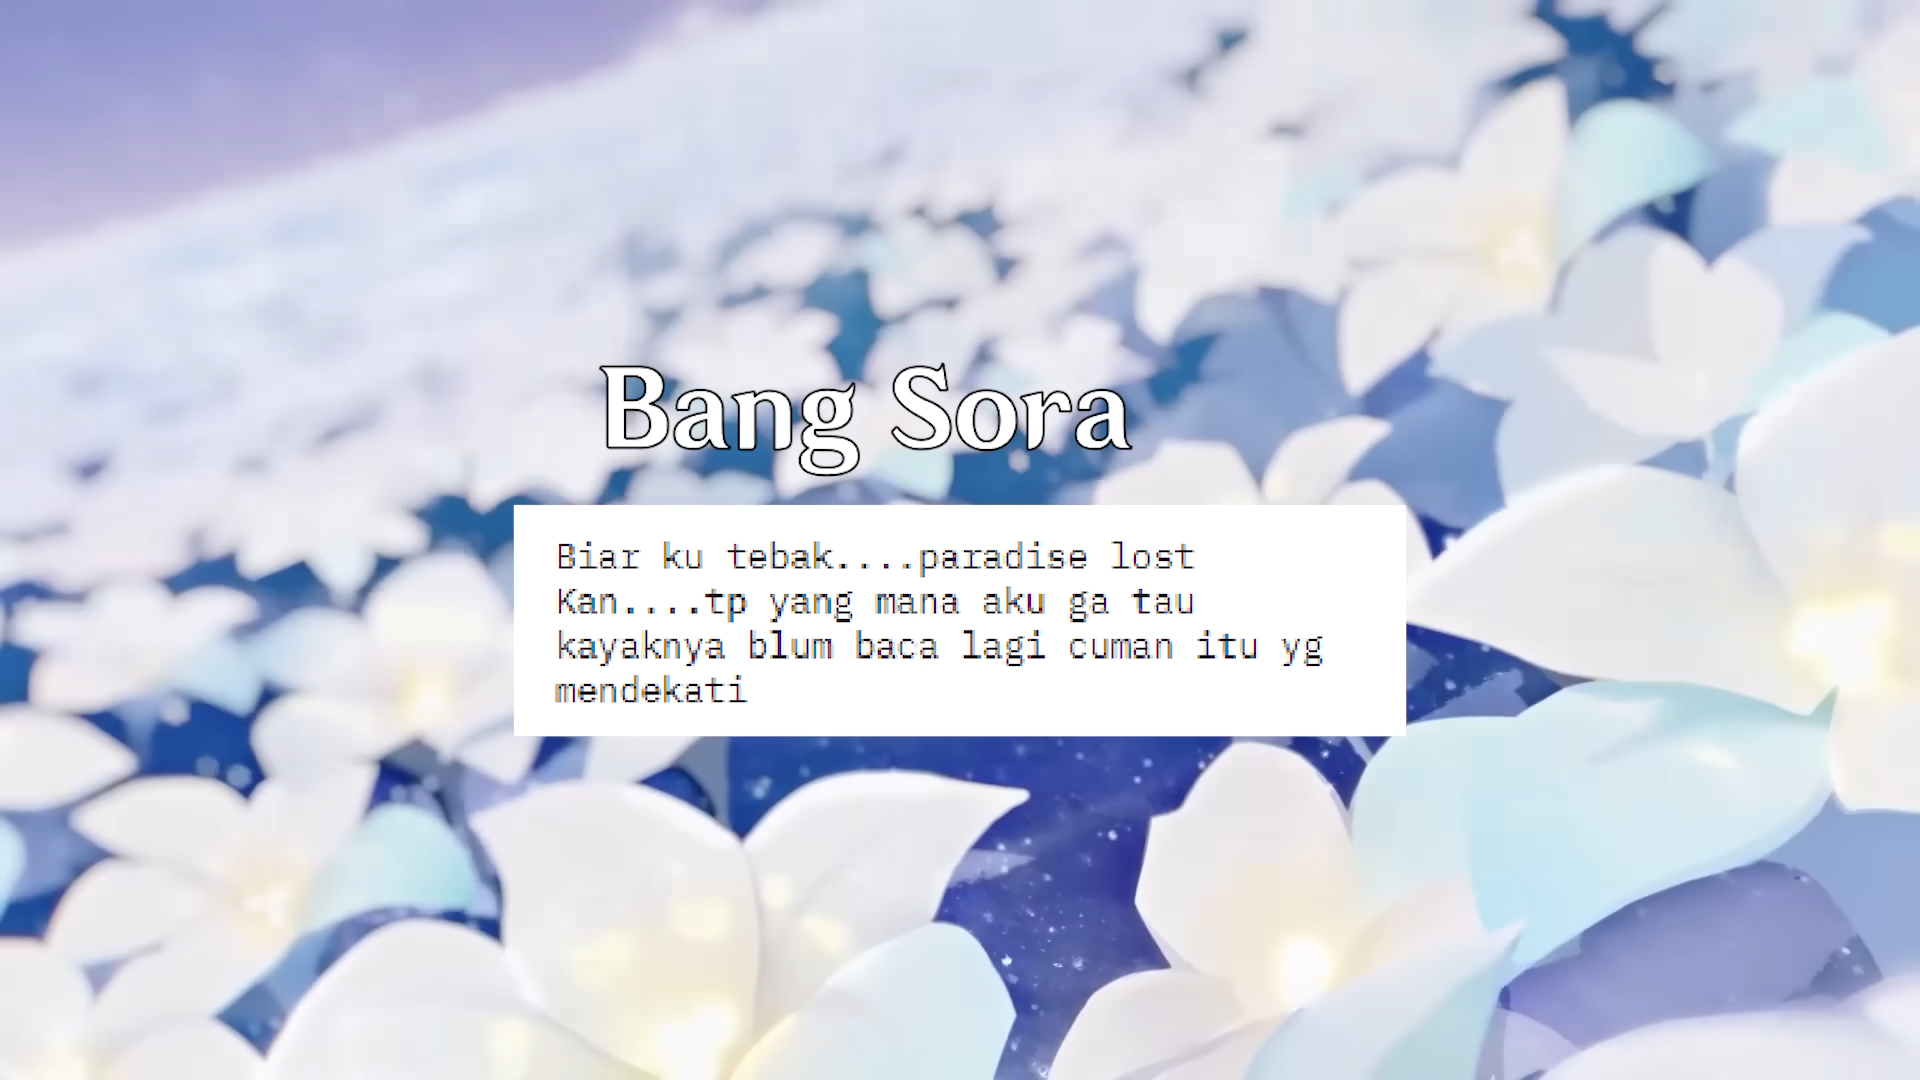 Bang Sora
Biar ku tebak....paradise lost
Kan....tp yang mana aku ga tau
kayaknya blum baca lagi cuman itu yg
mendekati